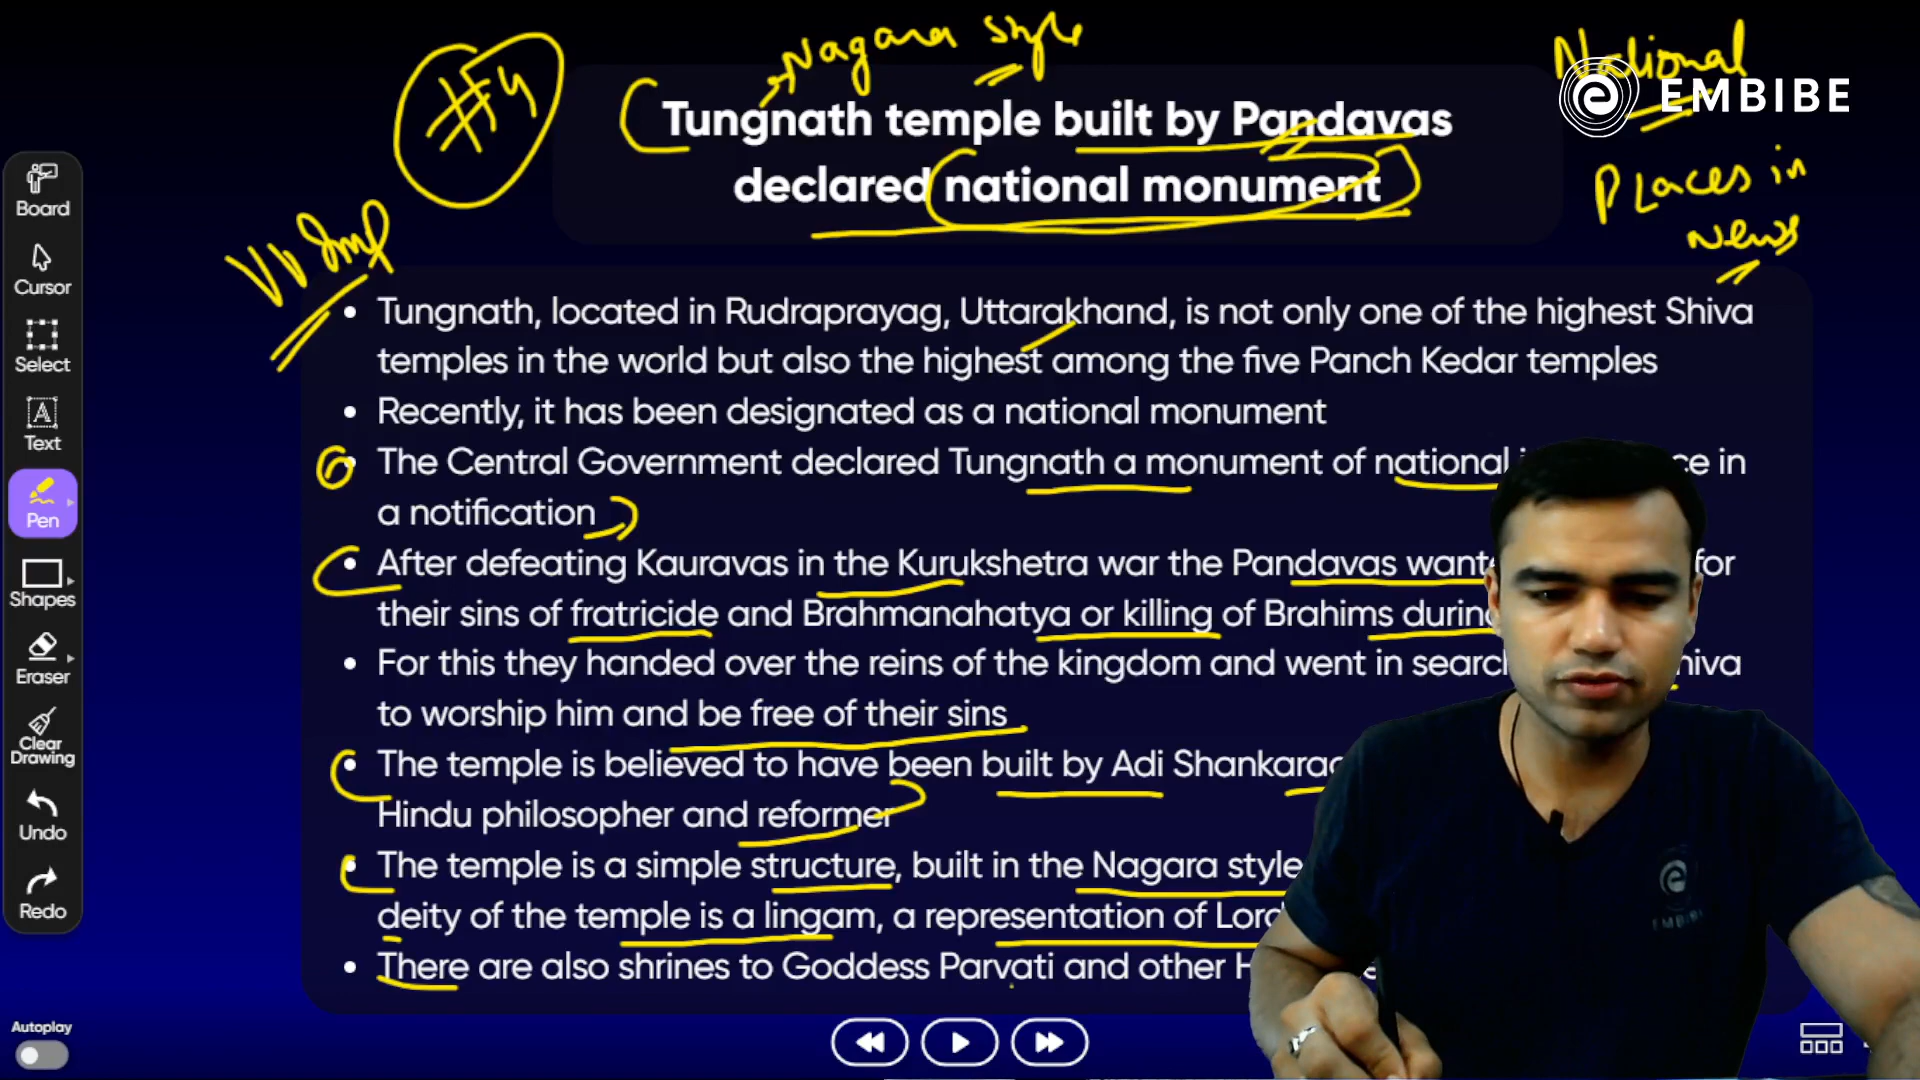 Nagara style
National
EMBIBE
#4
Tungnath temple built by Pandavas
declared national monument
Places in
news
VV Imp
Board
Cursor
Select
Text
Pen
Shapes
Eraser
Clear
Drawing
Undo
Redo
Autoplay
• Tungnath, located in Rudraprayag, Uttarakhand, is not only one of the highest Shiva
temples in the world but also the highest among the five Panch Kedar temples
• Recently, it has been designated as a national monument
• The Central Government declared Tungnath a monument of national in
a notification
• After defeating Kauravas in the Kurukshetra war the Pandavas for
their sins of fratricide and Brahmanahatya or killing of Brahims
• For this they handed over the reins of the kingdom and went in
to worship him and be free of their sins
• The temple is believed to have been built by Adi
Hindu philosopher and reformer
• The temple is a simple structure, built in the Nagara style
deity of the temple is a lingam, a representation of
• There are also shrines to Goddess Parvati and other
EMBIBE